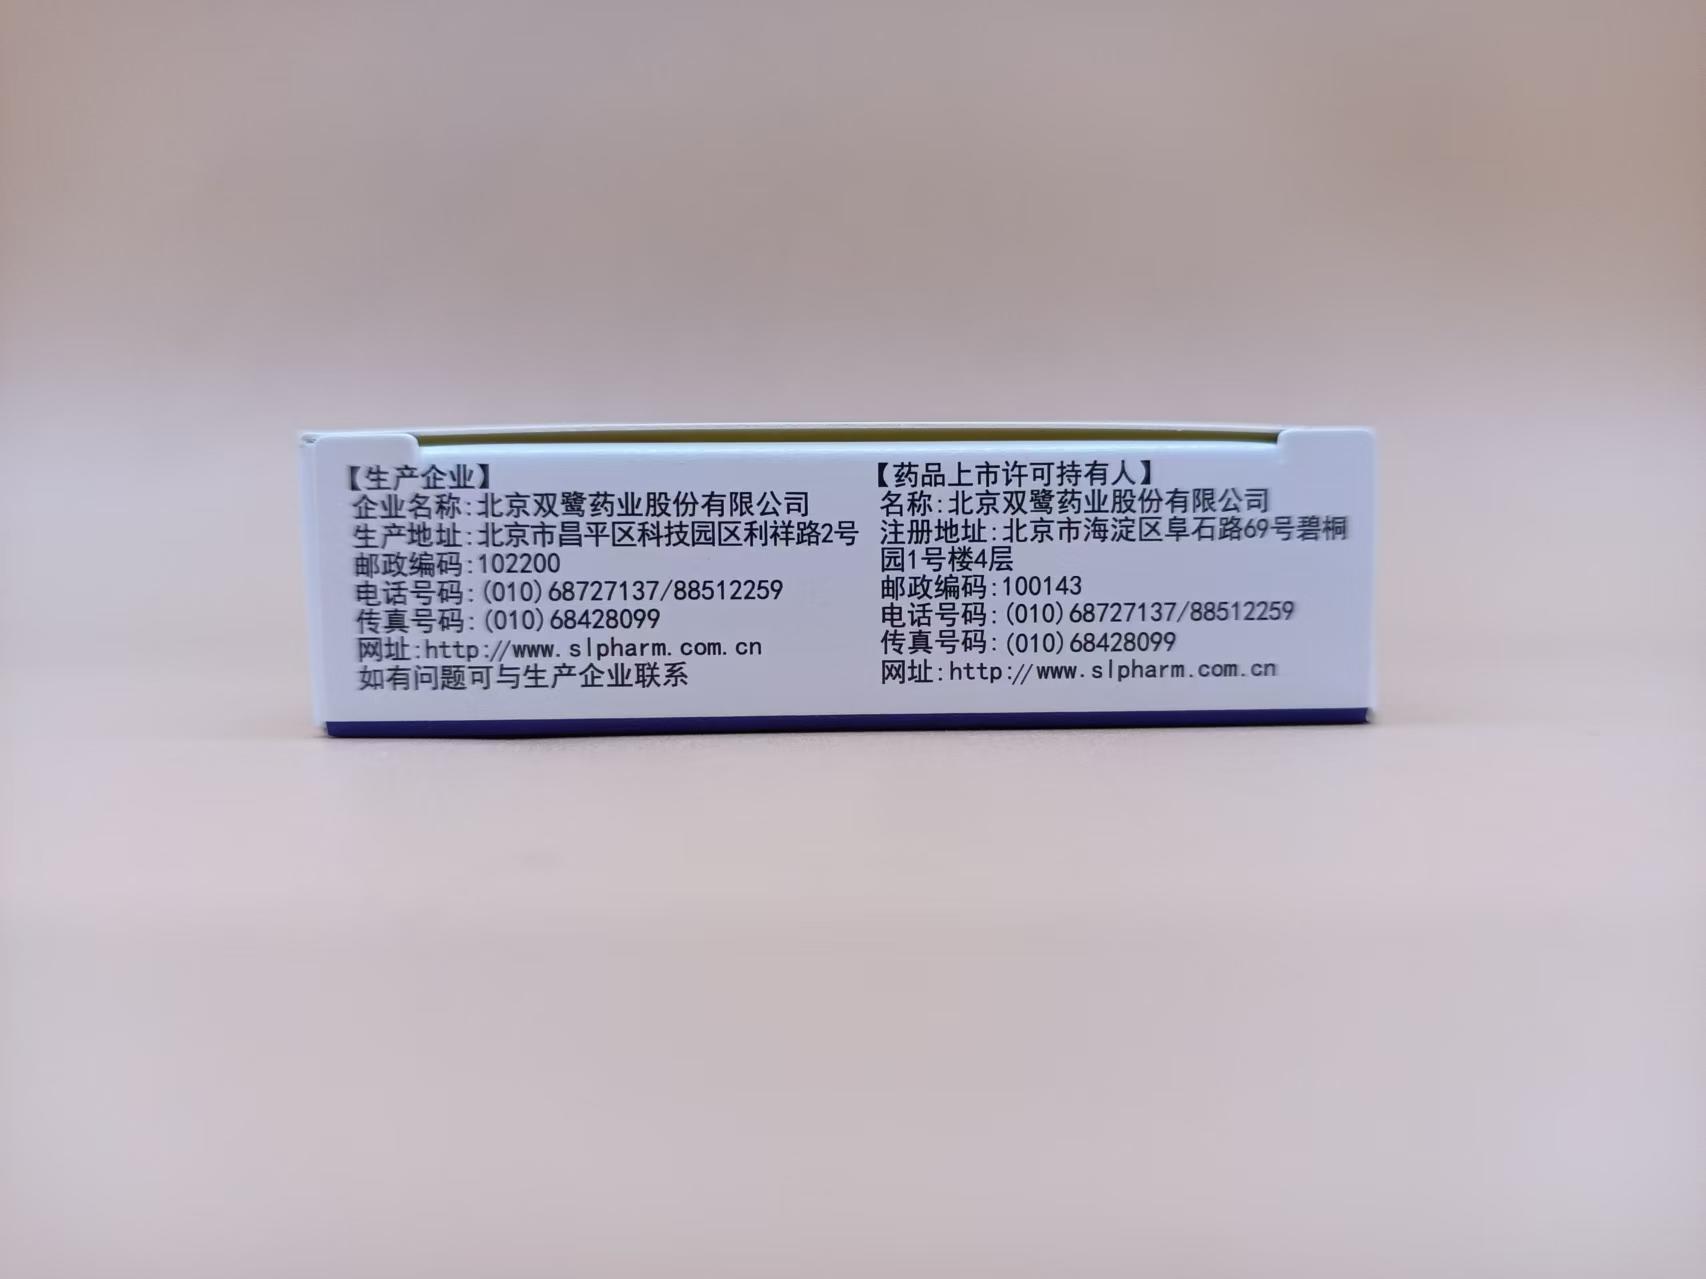 【生产企业】
企业名称:北京双鹭药业股份有限公司
生产地址:北京市昌平区科技园区利祥路2号
邮政编码:102200
电话号码:(010)68727137/88512259
传真号码:(010)68428099
网址:http://www.slpharm.com.cn
如有问题可与生产企业联系
【药品上市许可持有人】
名称:北京双鹭药业股份有限公司
注册地址:北京市海淀区阜石路69号碧桐
园1号楼4层
邮政编码:100143
电话号码:(010)68727137/88512259
传真号码:(010)68428099
网址:http://www.slpharm.com.cn